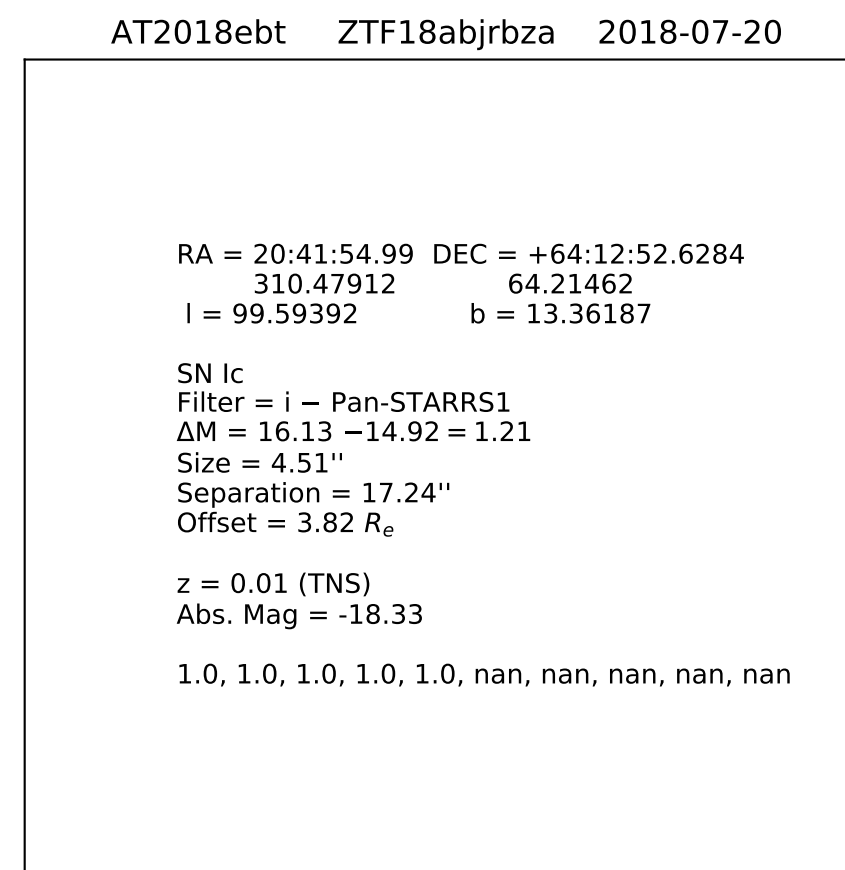 AT2018ebt ZTF18abjrbza 2018-07-20
RA = 20:41:54.99 DEC = +64:12:52.6284
310.47912 64.21462
l = 99.59392 b = 13.36187
SN Ic
Filter = i − Pan-STARRS1
ΔM = 16.13 −14.92 = 1.21
Size = 4.51''
Separation = 17.24''
Offset = 3.82 Re
z = 0.01 (TNS)
Abs. Mag = -18.33
1.0, 1.0, 1.0, 1.0, 1.0, nan, nan, nan, nan, nan